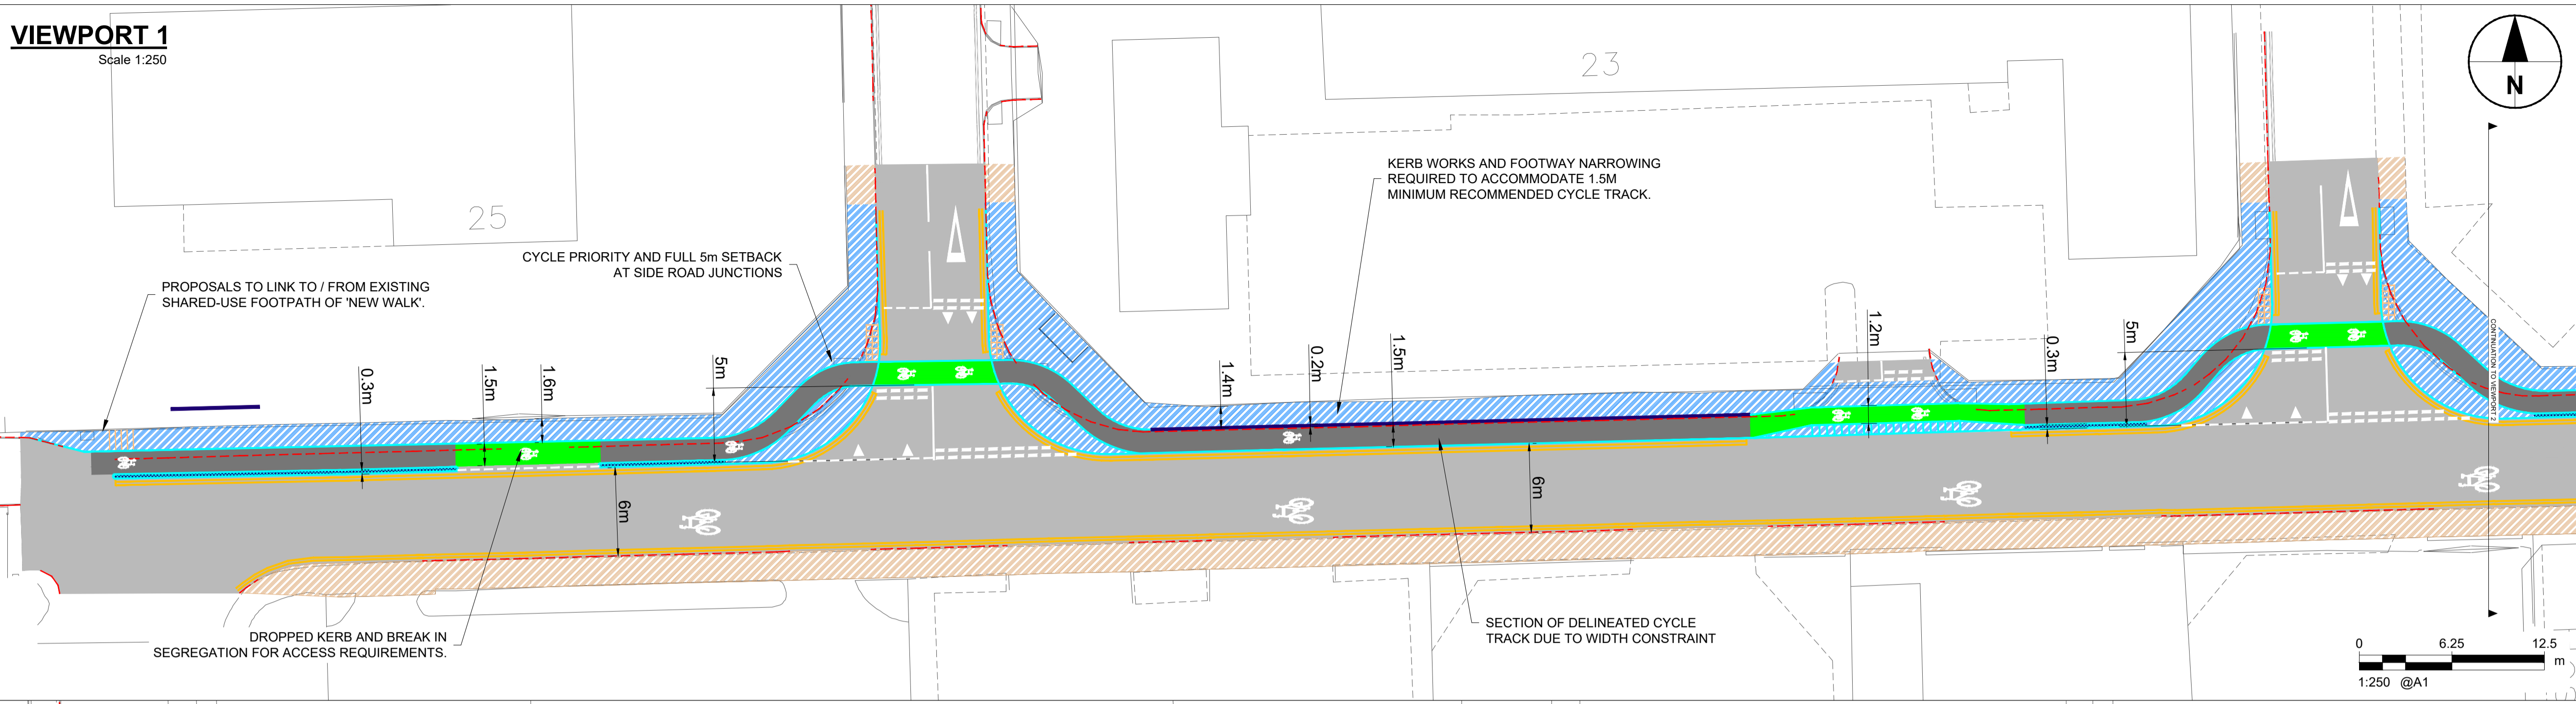 VIEWPORT 1
Scale 1:250
25
23
N
KERB WORKS AND FOOTWAY NARROWING
REQUIRED TO ACCOMMODATE 1.5M
MINIMUM RECOMMENDED CYCLE TRACK.
CYCLE PRIORITY AND FULL 5m SETBACK
AT SIDE ROAD JUNCTIONS
PROPOSALS TO LINK TO / FROM EXISTING
SHARED-USE FOOTPATH OF 'NEW WALK'.
0.3m
1.5m
1.6m
5m
1.4m
0.2m
1.5m
1.2m
0.3m
5m
CONTINUATION TO VIEWPORT 2
6m
6m
DROPPED KERB AND BREAK IN
SEGREGATION FOR ACCESS REQUIREMENTS.
SECTION OF DELINEATED CYCLE
TRACK DUE TO WIDTH CONSTRAINT
0 6.25 12.5
m
1:250 @A1